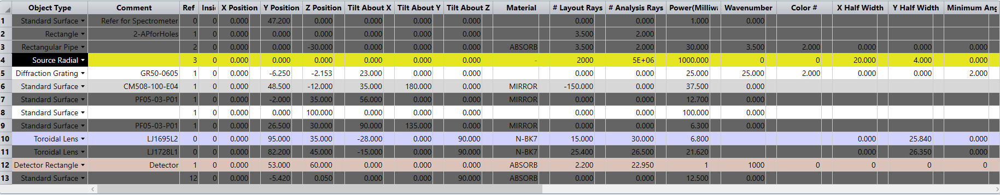 Object Type Comment Ref Insi X Position Y Position Z Position Tilt About X Tilt About Y Tilt About Z Material # Layout Rays # Analysis Rays Power(Milliwa Wavenumber Color # X Half Width Y Half Width Minimum Ang
1 Standard Surface Refer for Spectrometer 0 0 0.000 47.200 0.000 0.000 0.000 0.000 0.000 0.000 1.000 0.000
2 Rectangle 2-APforHoles 1 0 0.000 0.000 0.000 0.000 0.000 0.000 3.500 2.000
3 Rectangular Pipe 2 0 0.000 0.000 -30.000 0.000 0.000 0.000 ABSORB 3.500 2.000 30.000 3.500 2.000 0.000 0.000 0.000
4 Source Radial 3 0 0.000 0.000 0.000 0.000 0.000 0.000 - 2000 5E+06 1000.000 0 0 20.000 4.000 0.000
5 Diffraction Grating GR50-0605 1 0 0.000 -6.250 -2.153 23.000 0.000 0.000 0.000 0.000 25.000 25.000 2.000 0.000 0.000 2.000
6 Standard Surface CM508-100-E04 1 0 0.000 48.500 -12.000 35.000 180.000 0.000 MIRROR -150.000 0.000 37.500 0.000
7 Standard Surface PF05-03-P01 1 0 0.000 -2.000 35.000 56.000 0.000 0.000 MIRROR 0.000 0.000 12.700 0.000
8 Standard Surface 1 0 0.000 0.000 100.000 0.000 0.000 0.000 0.000 0.000 100.000 0.000
9 Standard Surface PF05-03-P01 1 0 0.000 26.500 30.000 90.000 135.000 0.000 MIRROR 0.000 0.000 6.300 0.000
10 Toroidal Lens LJ1695L2 0 0 0.000 95.000 35.000 -28.000 0.000 90.000 N-BK7 15.000 30.000 6.800 0.000 25.840 0.000
11 Toroidal Lens LJ1728L1 0 0 0.000 82.200 45.000 -15.000 0.000 90.000 N-BK7 25.400 26.500 21.620 0.000 26.350 0.000
12 Detector Rectangle Detector 1 0 0.000 53.000 60.000 0.000 0.000 0.000 ABSORB 2.200 22.950 1 1000 0 0 0 0
13 Standard Surface 12 0 0.000 -5.420 0.050 0.000 0.000 90.000 ABSORB 0.000 0.000 12.500 0.000